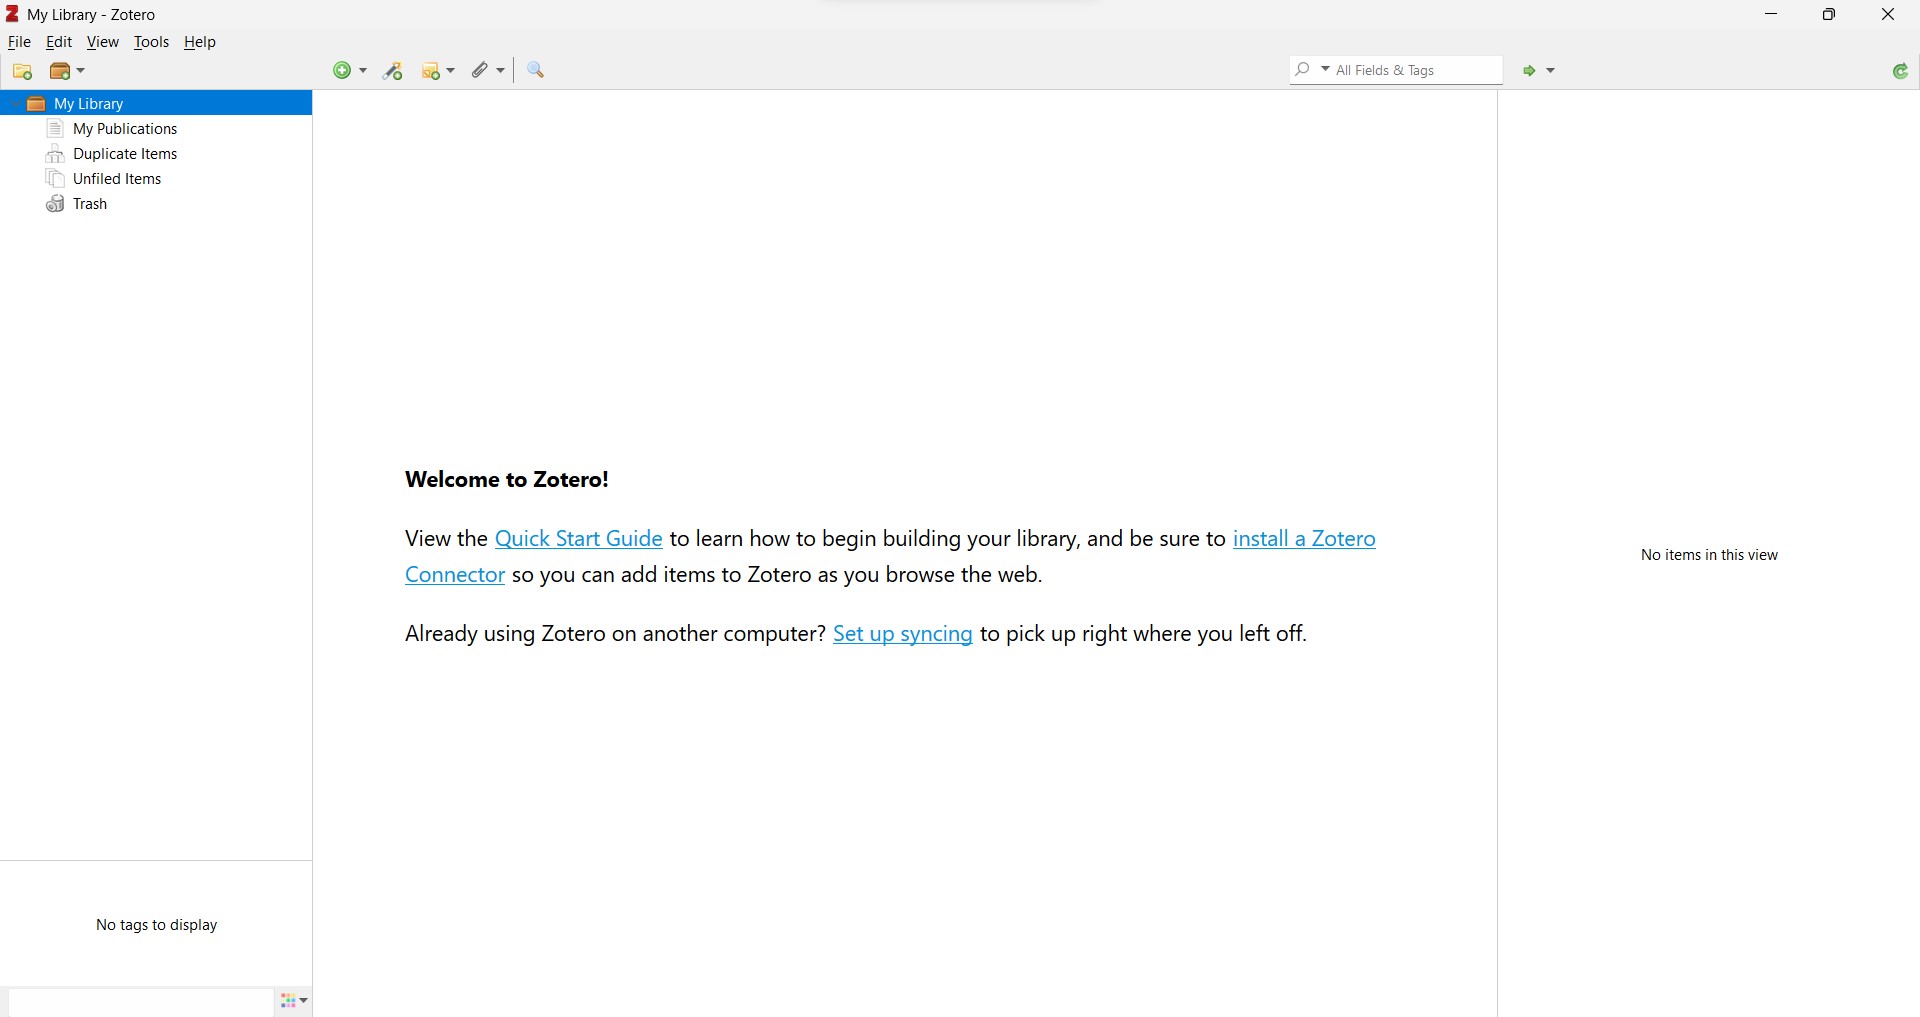 My Library - Zotero
File Edit View Tools Help
All Fields & Tags
My Library
My Publications
Duplicate Items
Unfiled Items
Trash
Welcome to Zotero!
View the Quick Start Guide to learn how to begin building your library, and be sure to install a Zotero
Connector so you can add items to Zotero as you browse the web.
Already using Zotero on another computer? Set up syncing to pick up right where you left off.
No items in this view
No tags to display